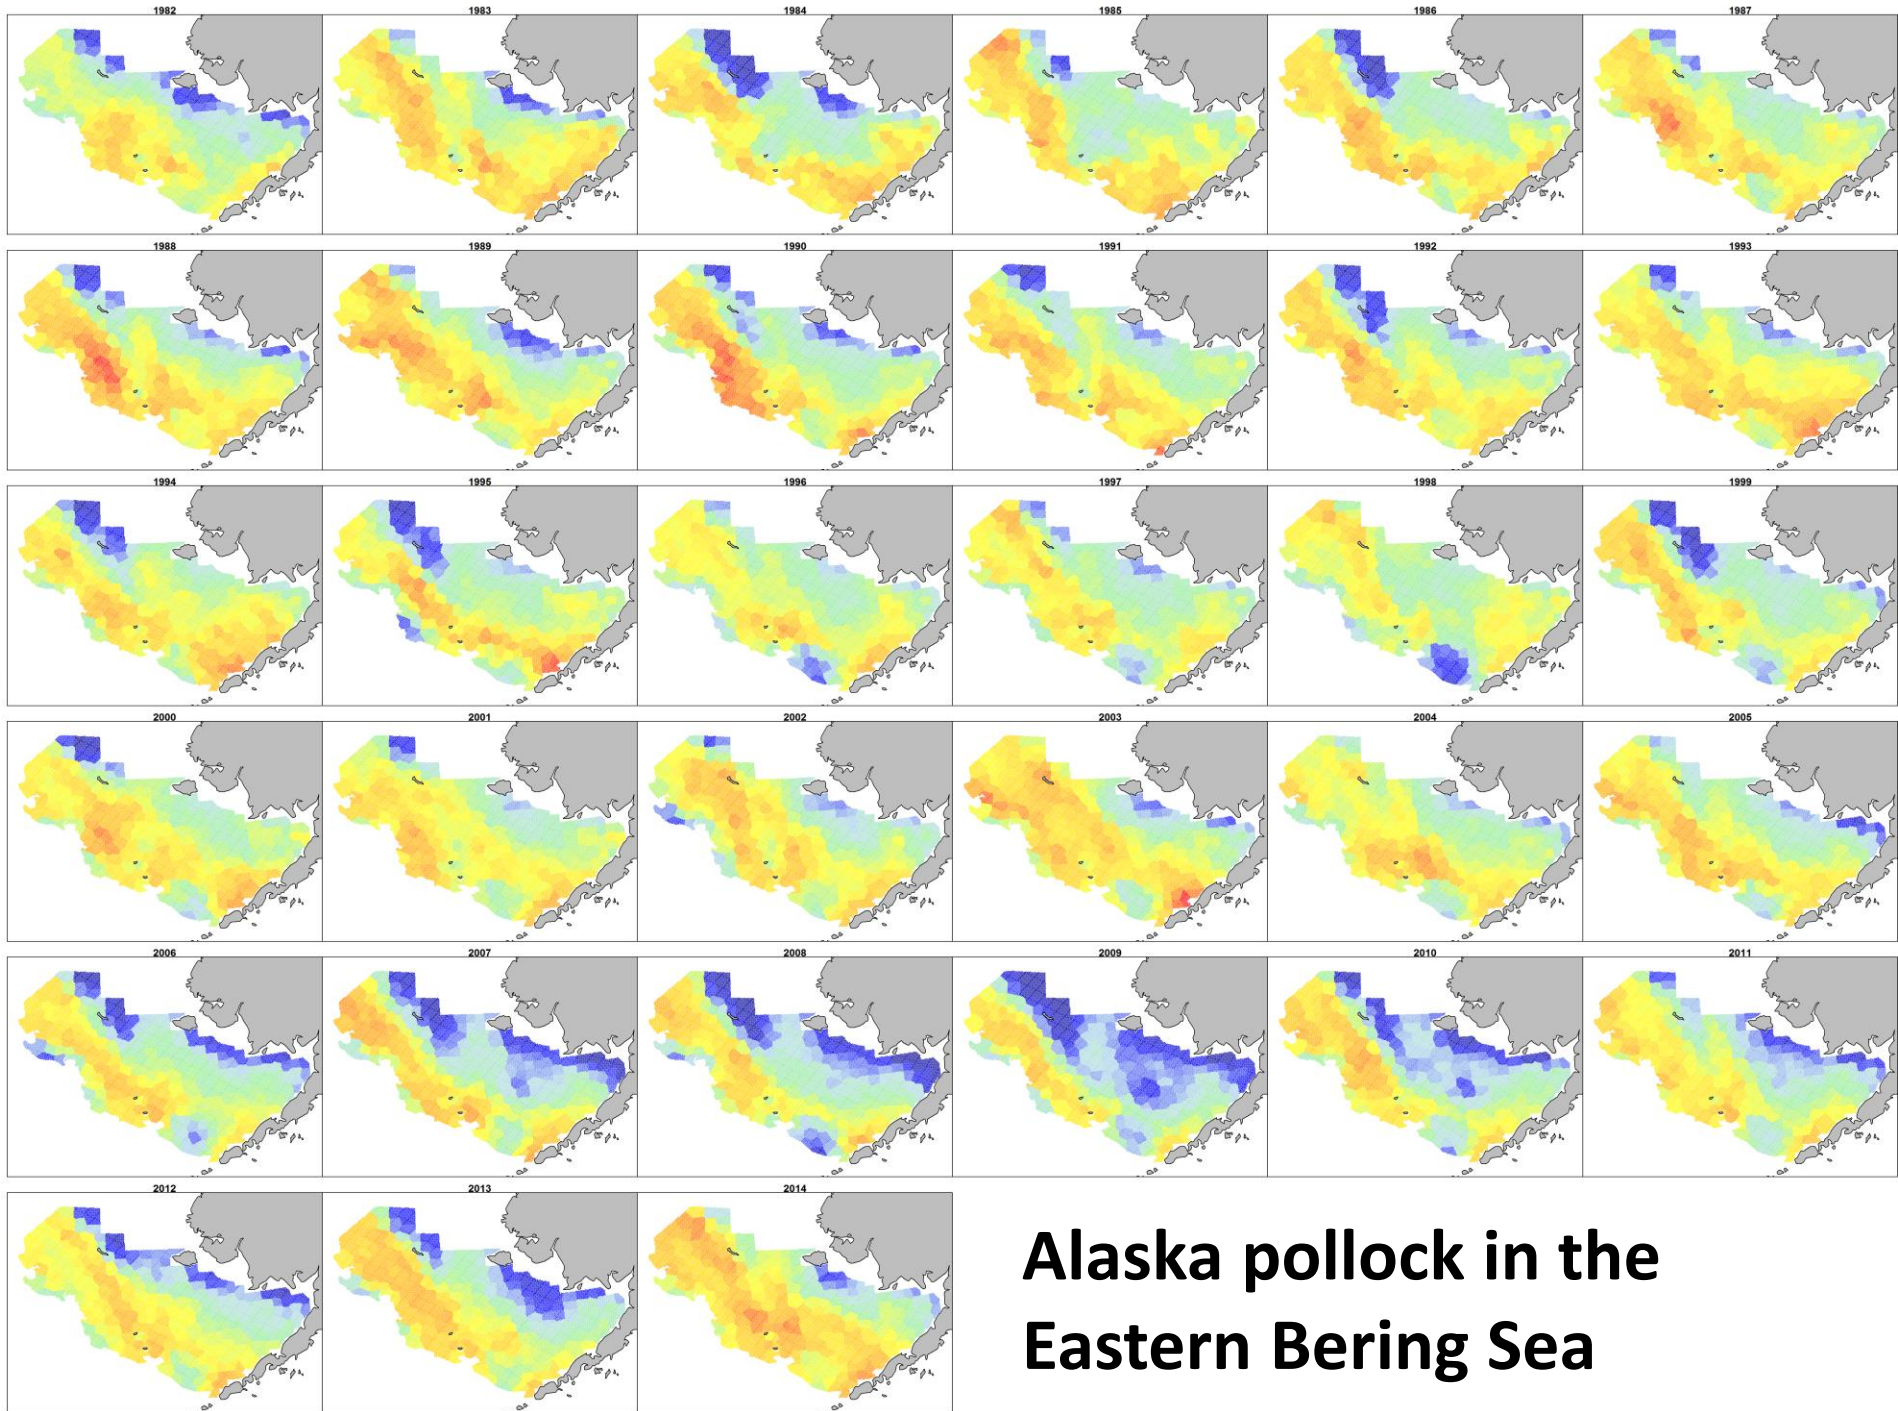 1982 1983 1984 1985 1986 1987
1988 1989 1990 1991 1992 1993
1994 1995 1996 1997 1998 1999
2000 2001 2002 2003 2004 2005
2006 2007 2008 2009 2010 2011
2012 2013 2014
Alaska pollock in the
Eastern Bering Sea